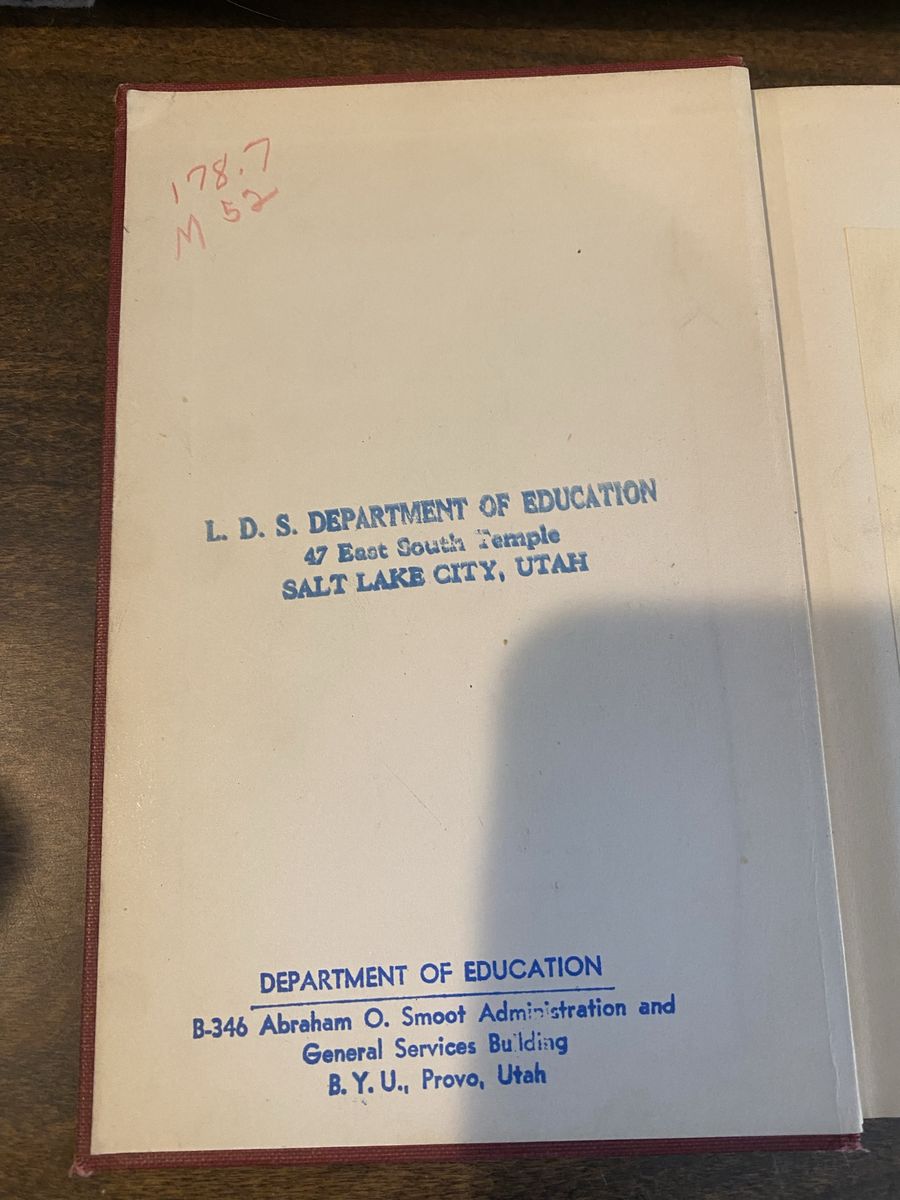 178.7
M 52
L. D. S. DEPARTMENT OF EDUCATION
47 East South Temple
SALT LAKE CITY, UTAH
DEPARTMENT OF EDUCATION
B-346 Abraham O. Smoot Administration and
General Services Building
B. Y. U., Provo, Utah